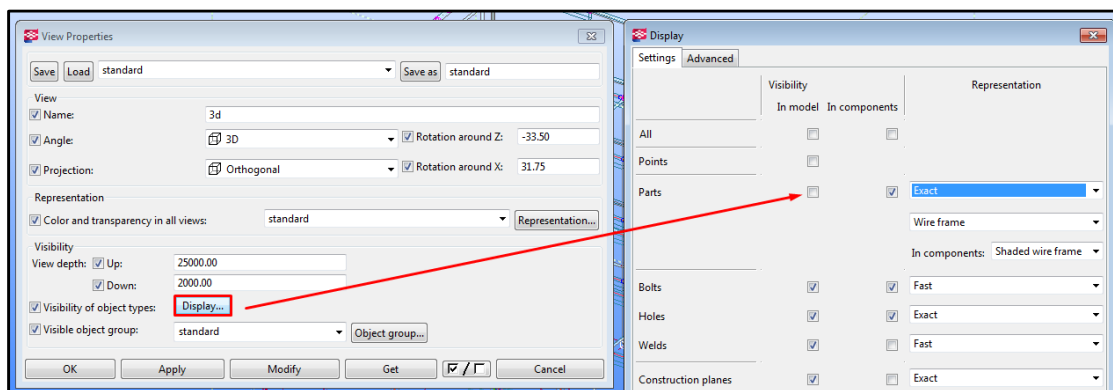 View Properties
Save Load standard Save as standard
View
Name: 3d
Angle: 3D Rotation around Z: -33.50
Projection: Orthogonal Rotation around X: 31.75
Representation
Color and transparency in all views: standard Representation...
Visibility
View depth: Up: 25000.00
Down: 2000.00
Visibility of object types: Display...
Visible object group: standard Object group...
OK Apply Modify Get / Cancel
Display
Settings Advanced
Visibility Representation
In model In components
All
Points
Parts Exact
Wire frame
In components: Shaded wire frame
Bolts Fast
Holes Exact
Welds Fast
Construction planes Exact